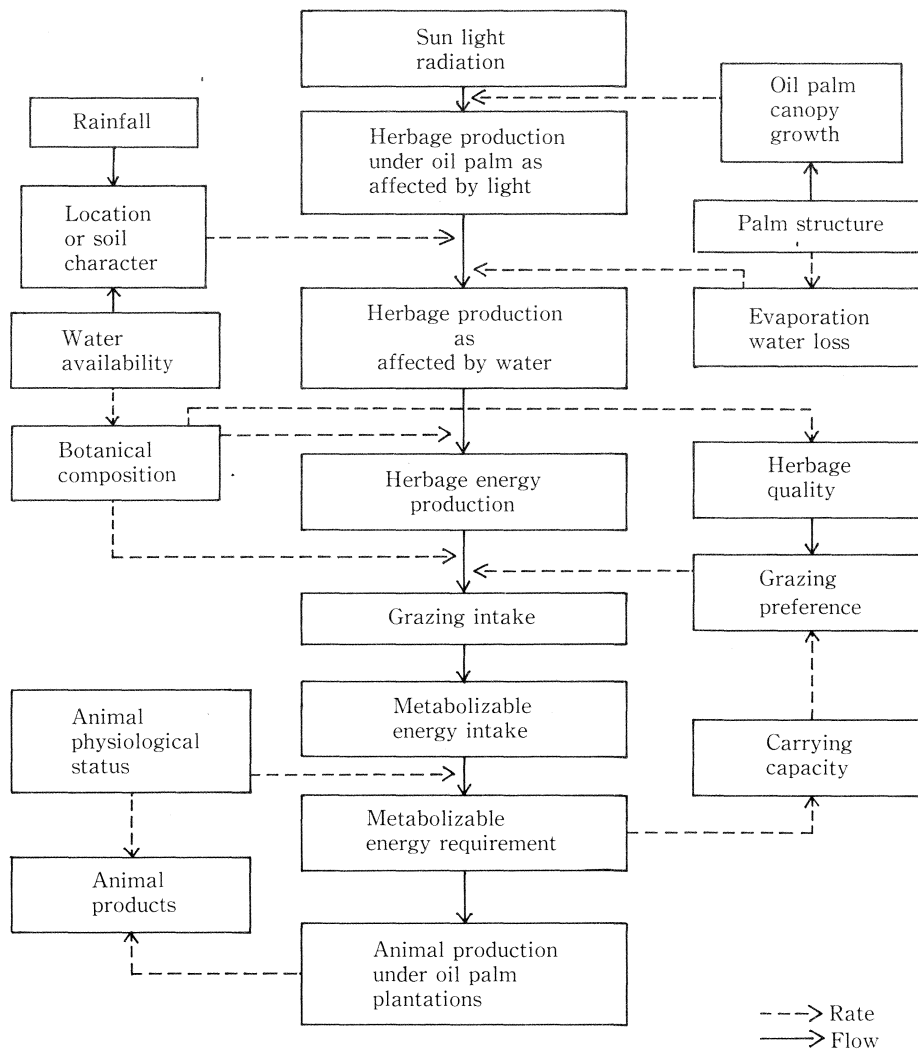 Sun light
radiation
Oil palm
canopy
growth
Rainfall
Herbage production
under oil palm as
affected by light
Location
or soil
character
Palm structure
Herbage production
as
affected by water
Evaporation
water loss
Water
availability
Botanical
composition
Herbage energy
production
Herbage
quality
Grazing
preference
Grazing intake
Animal
physiological
status
Metabolizable
energy intake
Carrying
capacity
Metabolizable
energy requirement
Animal
products
Animal production
under oil palm
plantations
Rate
Flow